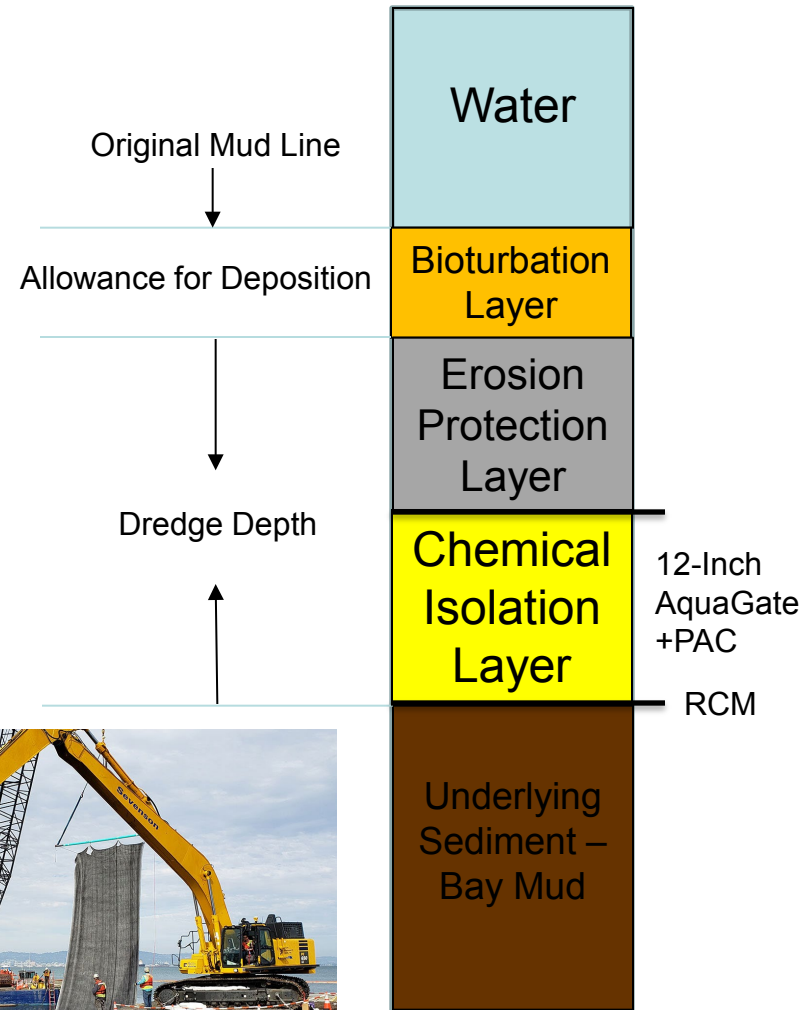 Water
Original Mud Line
Allowance for Deposition
Bioturbation
Layer
Erosion
Protection
Layer
Dredge Depth
Chemical
Isolation
Layer
12-Inch
AquaGate
+PAC
RCM
Underlying
Sediment –
Bay Mud
Sevenson